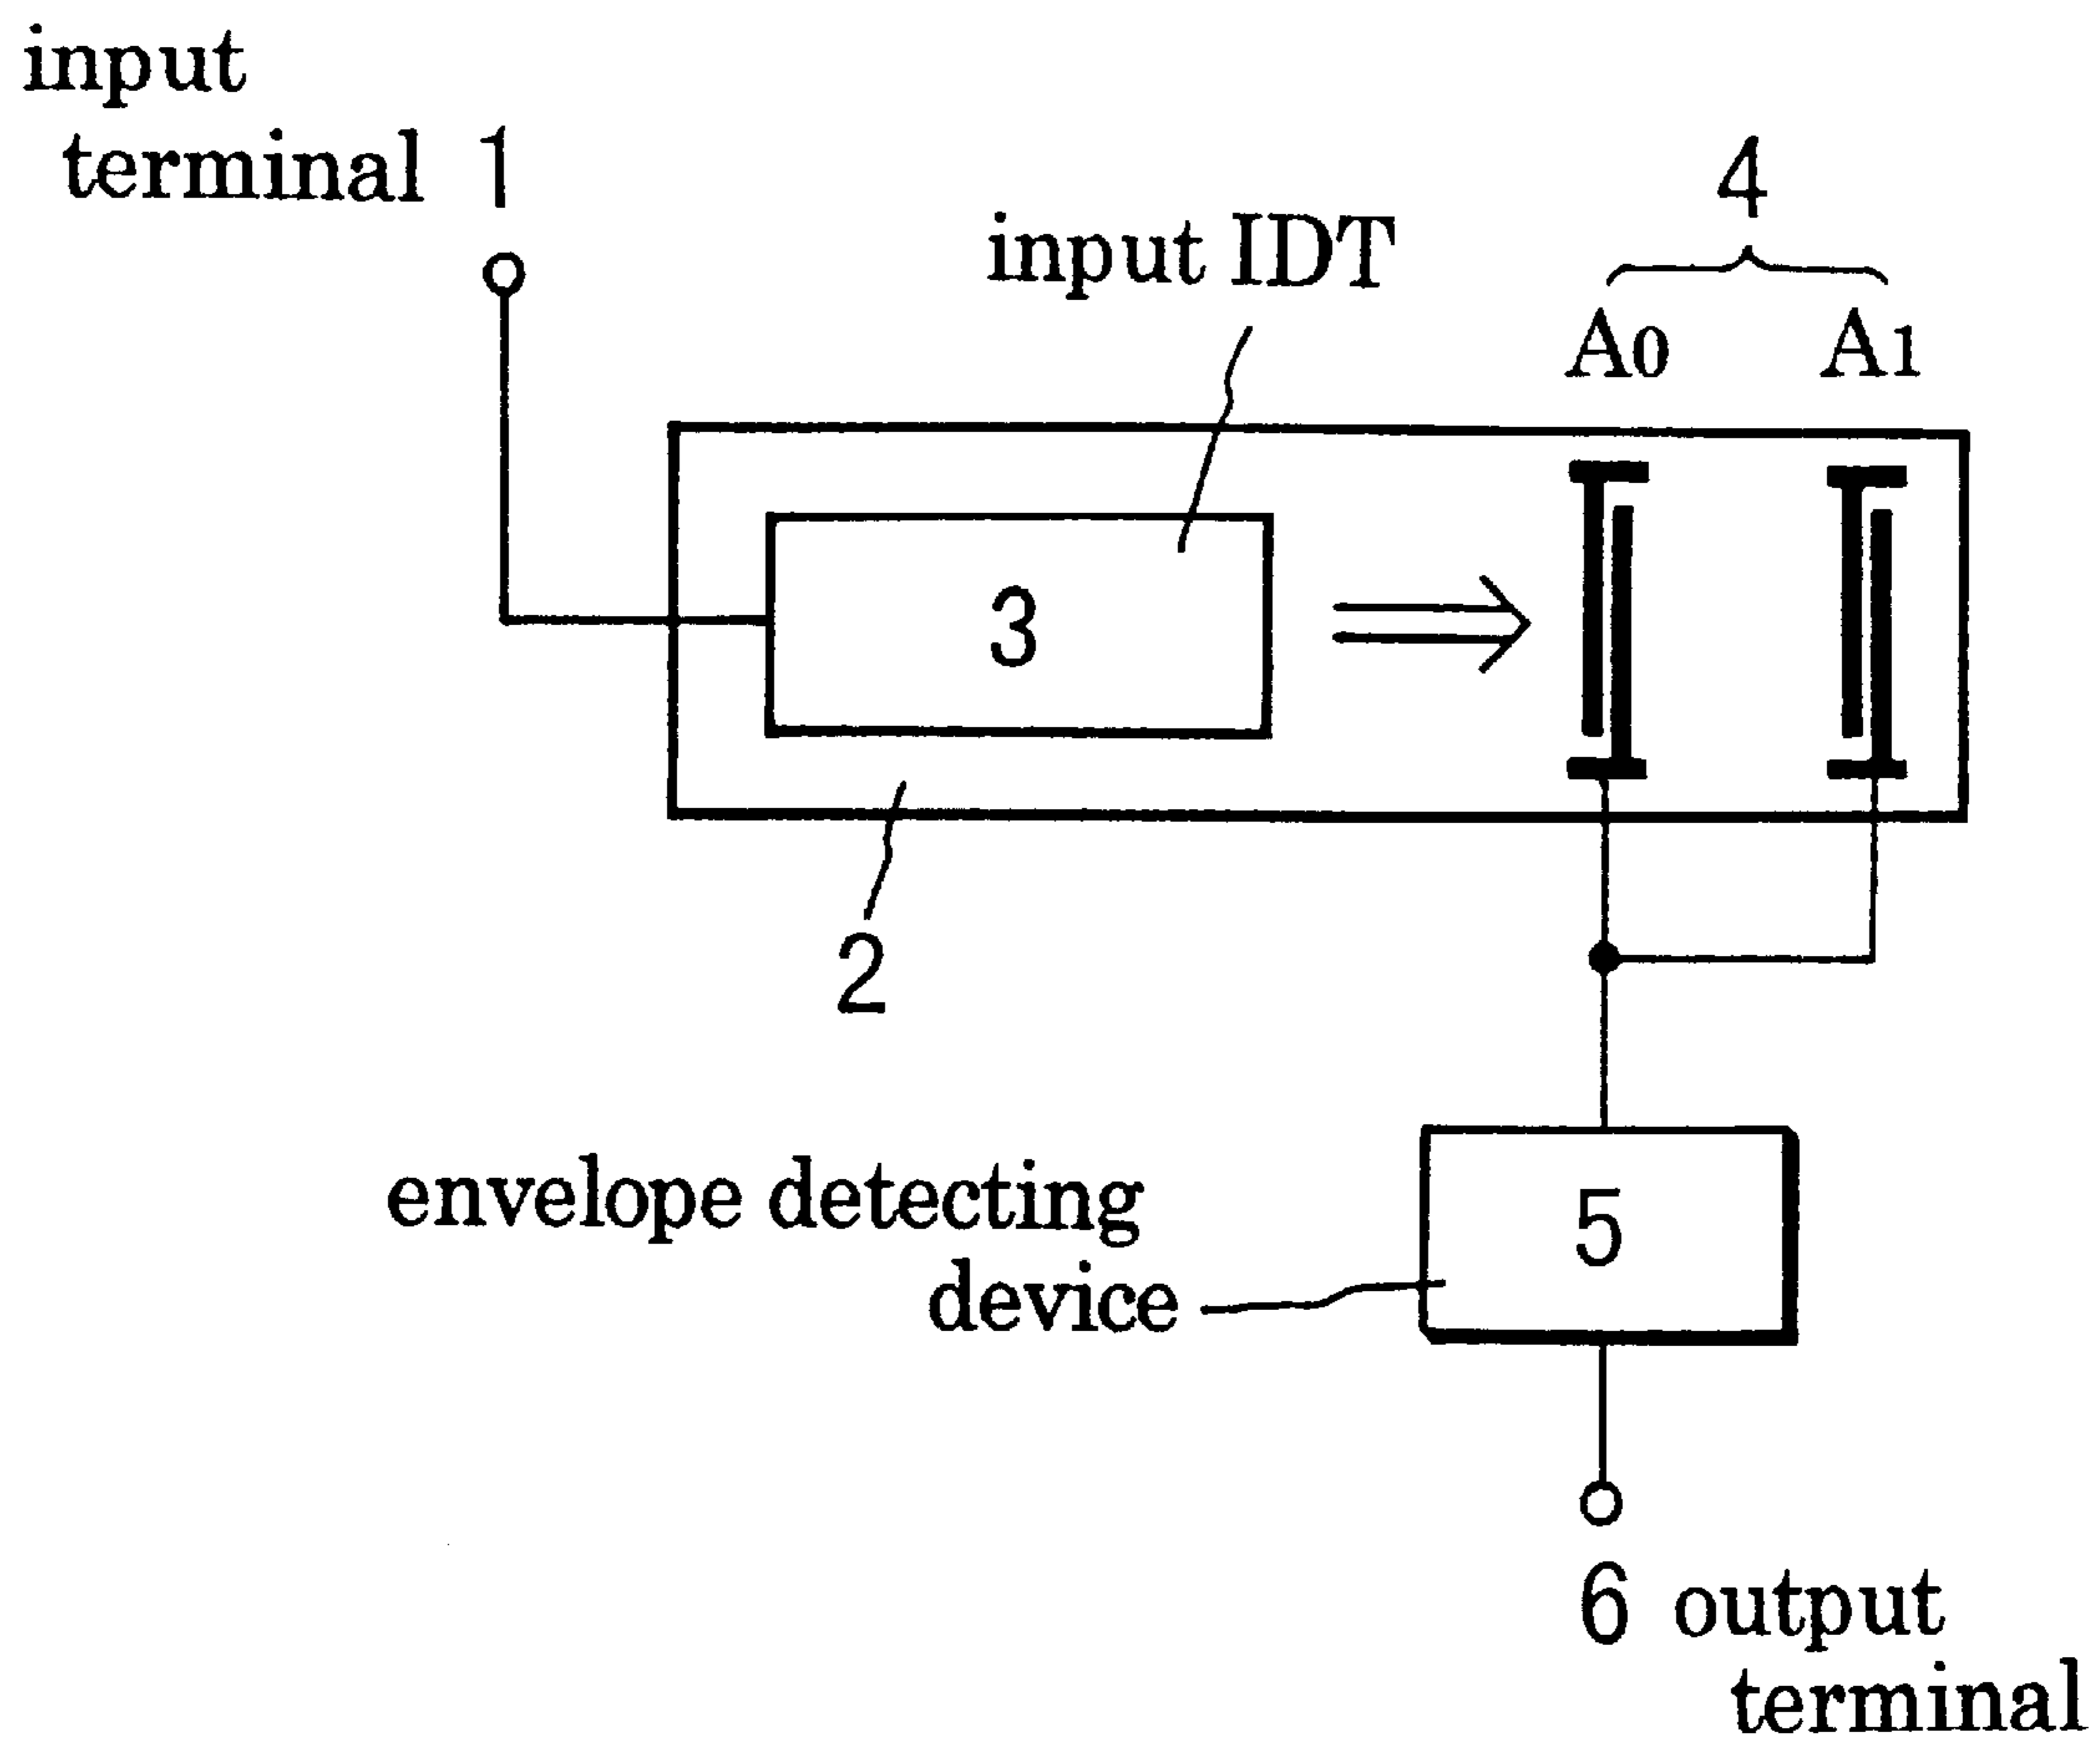 input
terminal 1
4
input IDT
A0 A1
3
2
envelope detecting
device
5
6 output
terminal